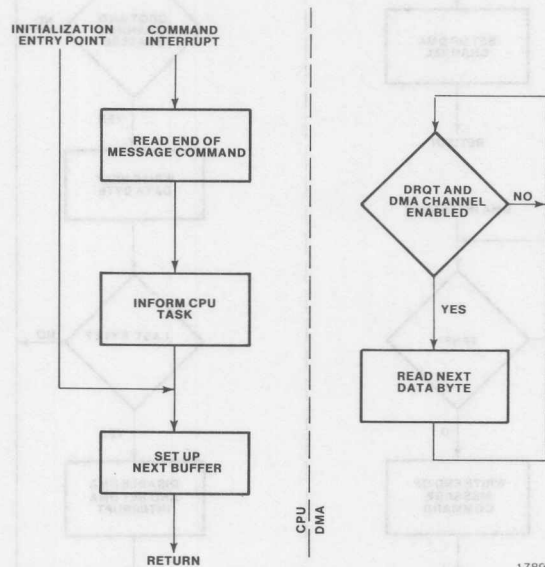 INITIALIZATION
ENTRY POINT
COMMAND
INTERRUPT
READ END OF
MESSAGE COMMAND
INFORM CPU
TASK
SET UP
NEXT BUFFER
RETURN
CPU
DMA
DRQT AND
DMA CHANNEL
ENABLED
NO
YES
READ NEXT
DATA BYTE